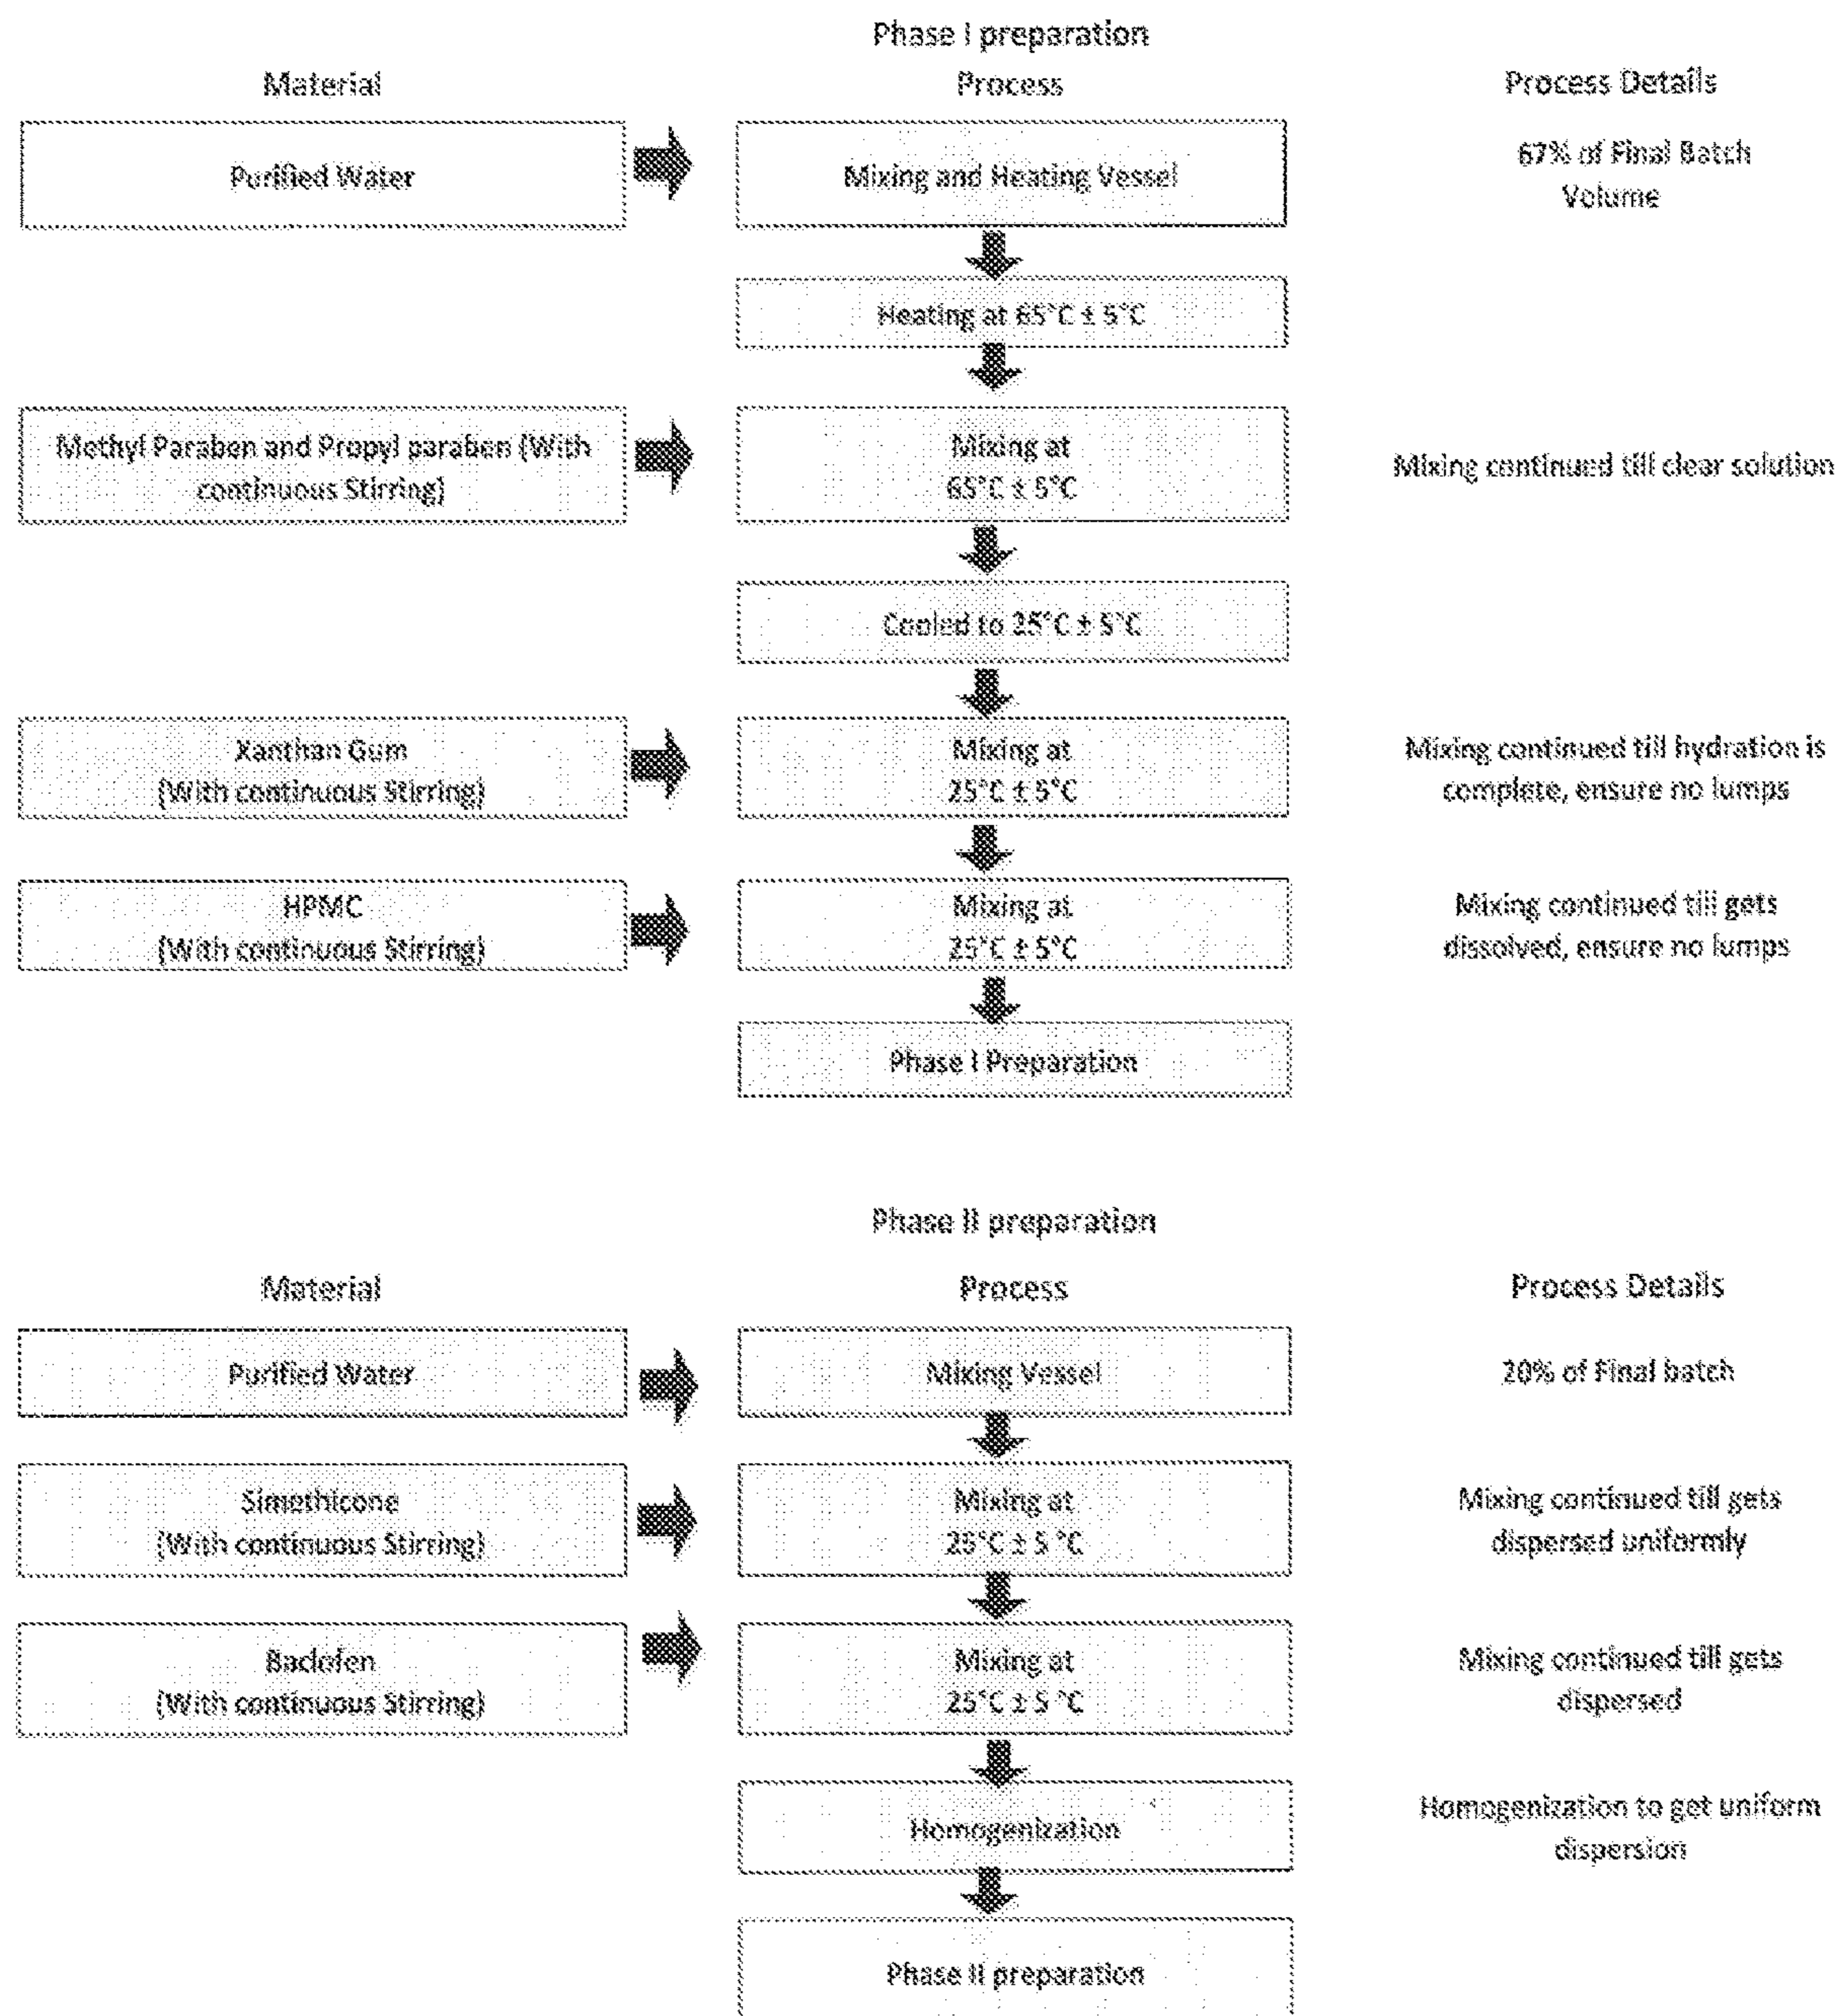 Phase I preparation
Material
Process
Process Details
Purified Water
Mixing and Heating Vessel
67% of Final Batch
Volume
Heating at 65°C ± 5°C
Methyl Paraben and Propyl paraben (With
continuous Stirring)
Mixing at
65°C ± 5°C
Mixing continued till clear solution
Cooled to 25°C ± 5°C
Xanthan Gum
(With continuous Stirring)
Mixing at
25°C ± 5°C
Mixing continued till hydration is
complete, ensure no lumps
HPMC
(With continuous Stirring)
Mixing at
25°C ± 5°C
Mixing continued till gets
dissolved, ensure no lumps
Phase I Preparation
Phase II preparation
Material
Process
Process Details
Purified Water
Mixing Vessel
20% of Final batch
Simethicone
(With continuous Stirring)
Mixing at
25°C ± 5 °C
Mixing continued till gets
dispersed uniformly
Baclofen
(With continuous Stirring)
Mixing at
25°C ± 5 °C
Mixing continued till gets
dispersed
Homogenization
Homogenization to get uniform
dispersion
Phase II preparation